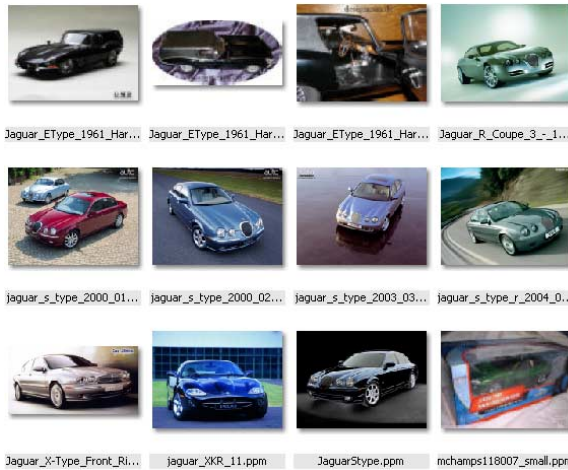 Jaguar_EType_1961_Har...
Jaguar_EType_1961_Har...
Jaguar_EType_1961_Har...
Jaguar_R_Coupe_3_-_1...
jaguar_s_type_2000_01...
jaguar_s_type_2000_02...
jaguar_s_type_2003_03...
jaguar_s_type_r_2004_0...
Jaguar_X-Type_Front_Ri...
jaguar_XKR_11.ppm
JaguarStype.ppm
mchamps118007_small.ppm